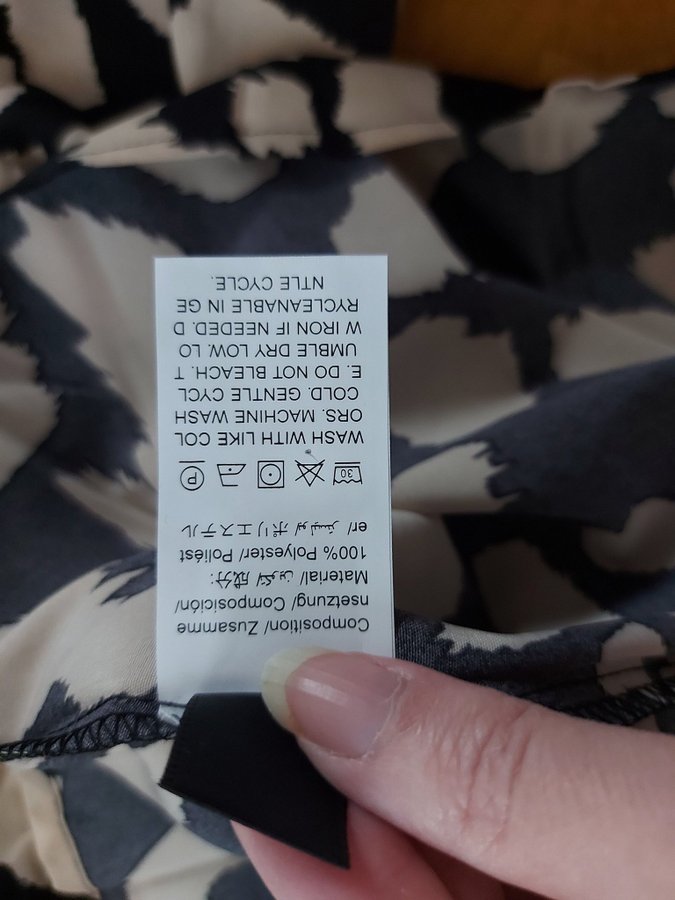 Composition/ Zusamme
nsetzung/ Composición/
Material/ تكوين/ 成分:
100% Polyester/ Poliést
er/ بوليستر/ ポリエステル
30 P
WASH WITH LIKE COL
ORS. MACHINE WASH
COLD. GENTLE CYCL
E. DO NOT BLEACH. T
UMBLE DRY LOW. LO
W IRON IF NEEDED. D
RYCLEANABLE IN GE
NTLE CYCLE.